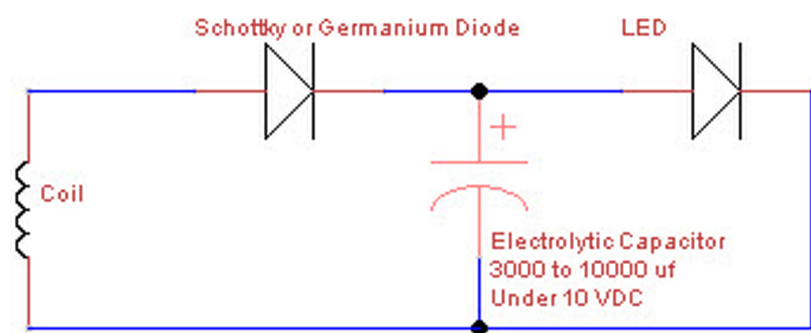 Schottky or Germanium Diode
LED
+
Coil
Electrolytic Capacitor
3000 to 10000 uf
Under 10 VDC